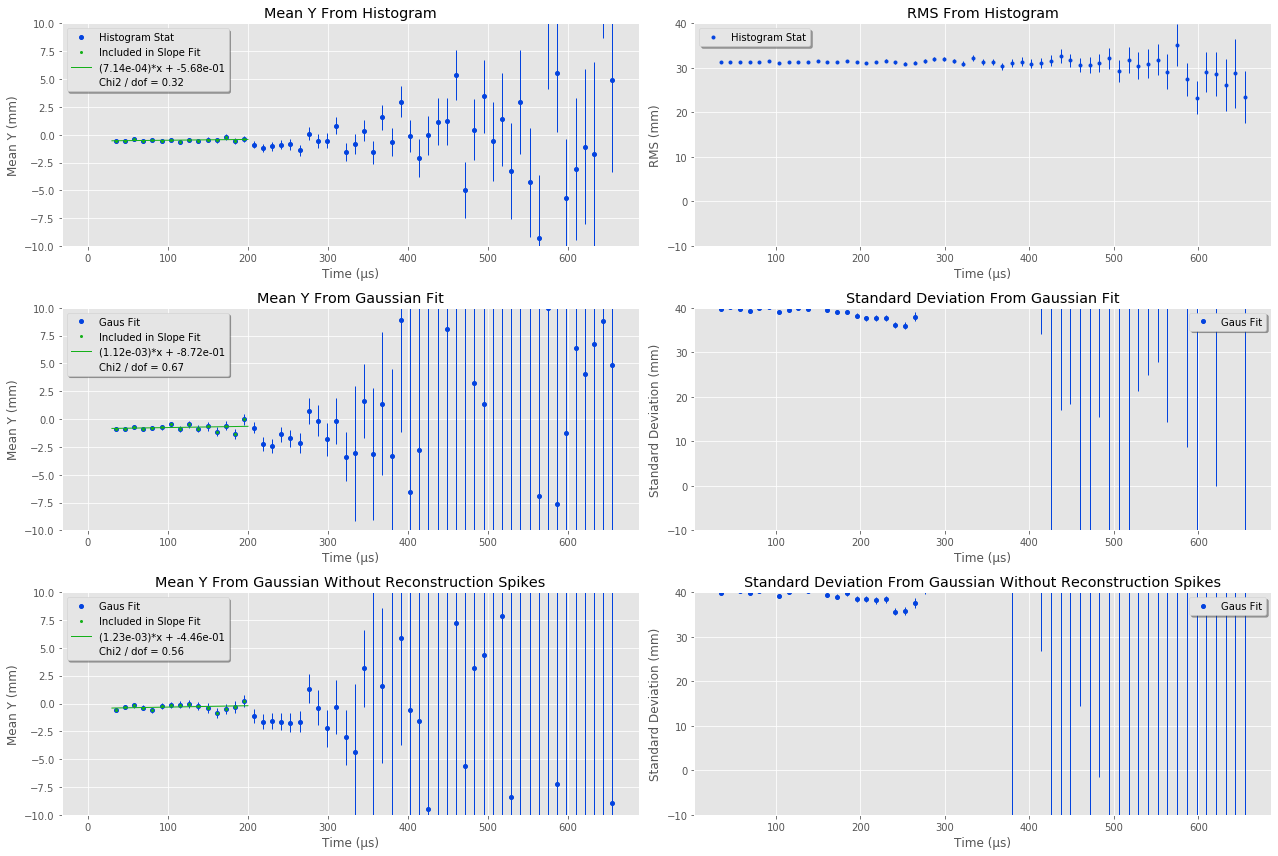 Mean Y From Histogram
Mean Y (mm)
10.0
7.5
5.0
2.5
0.0
−2.5
−5.0
−7.5
−10.0
Histogram Stat
Included in Slope Fit
(7.14e-04)*x + -5.68e-01
Chi2 / dof = 0.32
0 100 200 300 400 500 600
Time (μs)
RMS From Histogram
RMS (mm)
40
30
20
10
0
−10
Histogram Stat
100 200 300 400 500 600
Time (μs)
Mean Y From Gaussian Fit
Mean Y (mm)
10.0
7.5
5.0
2.5
0.0
−2.5
−5.0
−7.5
−10.0
Gaus Fit
Included in Slope Fit
(1.12e-03)*x + -8.72e-01
Chi2 / dof = 0.67
0 100 200 300 400 500 600
Time (μs)
Standard Deviation From Gaussian Fit
Standard Deviation (mm)
40
30
20
10
0
−10
Gaus Fit
100 200 300 400 500 600
Time (μs)
Mean Y From Gaussian Without Reconstruction Spikes
Mean Y (mm)
10.0
7.5
5.0
2.5
0.0
−2.5
−5.0
−7.5
−10.0
Gaus Fit
Included in Slope Fit
(1.23e-03)*x + -4.46e-01
Chi2 / dof = 0.56
0 100 200 300 400 500 600
Time (μs)
Standard Deviation From Gaussian Without Reconstruction Spikes
Standard Deviation (mm)
40
30
20
10
0
−10
Gaus Fit
100 200 300 400 500 600
Time (μs)